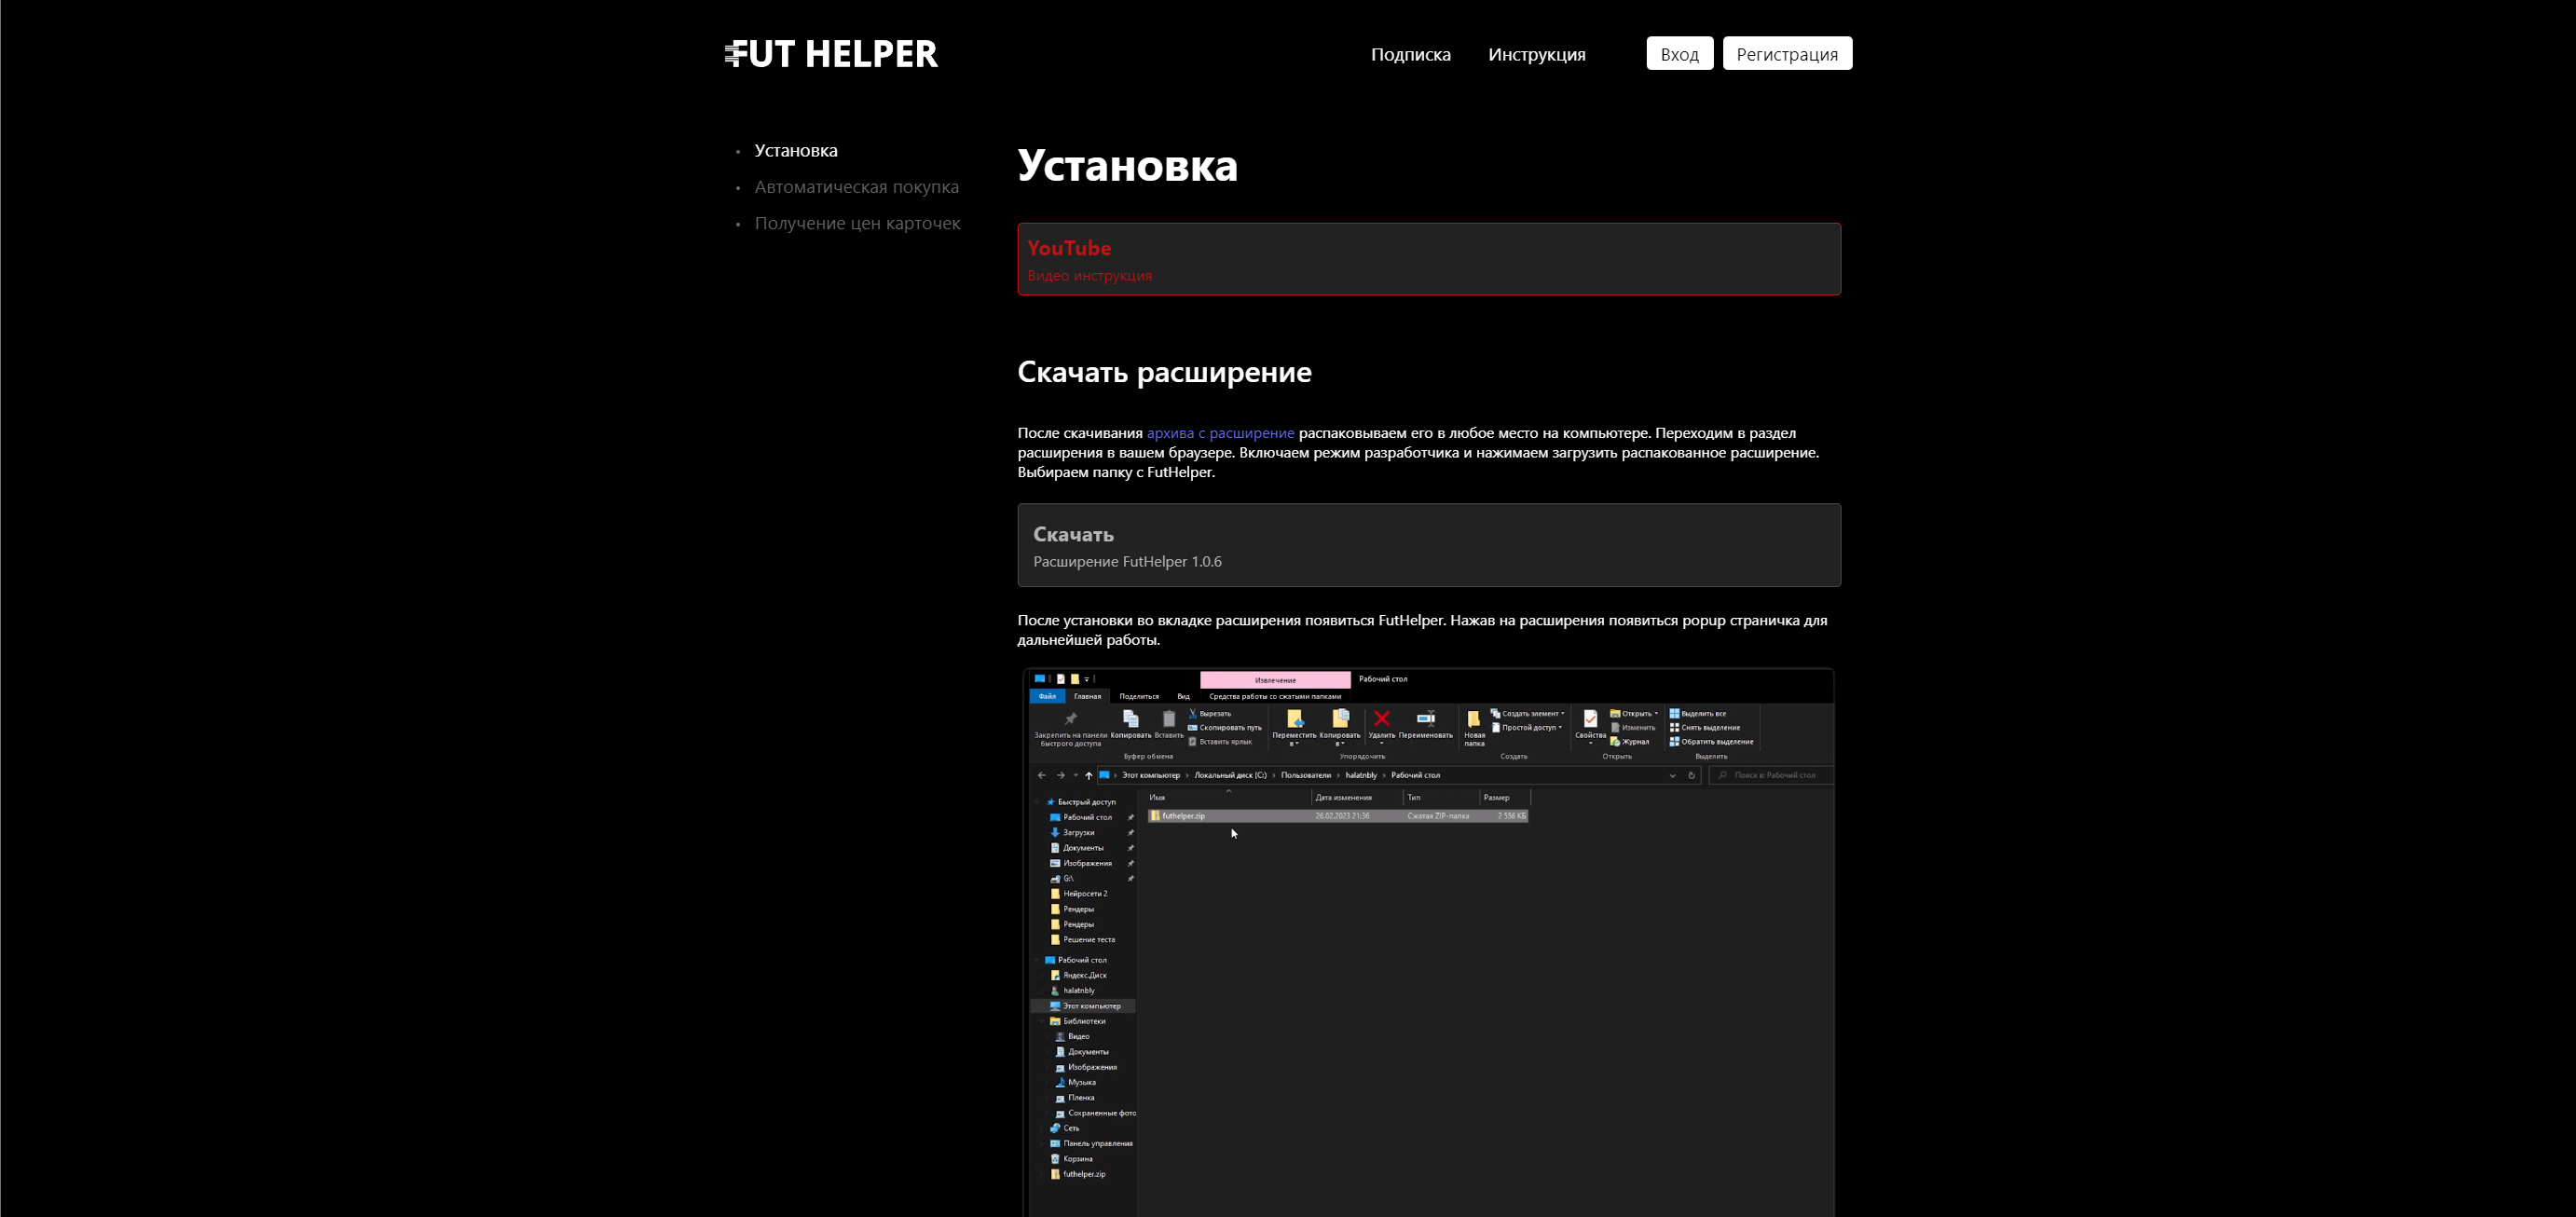 FUT HELPER
Подписка
Инструкция
Вход
Регистрация
Установка
Автоматическая покупка
Получение цен карточек
Установка
YouTube
Видео инструкция
Скачать расширение
После скачивания архива с расширение распаковываем его в любое место на компьютере. Переходим в раздел
расширения в вашем браузере. Включаем режим разработчика и нажимаем загрузить распакованное расширение.
Выбираем папку с FutHelper.
Скачать
Расширение FutHelper 1.0.6
После установки во вкладке расширения появиться FutHelper. Нажав на расширения появиться popup страничка для
дальнейшей работы.
Извлечение
Рабочий стол
Файл
Главная
Поделиться
Вид
Средства работы со сжатыми папками
Закрепить на панели
быстрого доступа
Копировать
Вставить
Вырезать
Скопировать путь
Вставить ярлык
Буфер обмена
Переместить
в
Копировать
в
Удалить
Переименовать
Упорядочить
Новая
папка
Создать элемент
Простой доступ
Создать
Свойства
Открыть
Изменить
Журнал
Открыть
Выделить все
Снять выделение
Обратить выделение
Выделить
Этот компьютер › Локальный диск (C:) › Пользователи › halatnbly › Рабочий стол
Поиск в: Рабочий стол
Имя
Дата изменения
Тип
Размер
futhelper.zip
26.02.2023 21:36
Сжатая ZIP-папка
2 556 КБ
Быстрый доступ
Рабочий стол
Загрузки
Документы
Изображения
G:\
Нейросети 2
Рендеры
Рендеры
Решение теста
Рабочий стол
Яндекс.Диск
halatnbly
Этот компьютер
Библиотеки
Видео
Документы
Изображения
Музыка
Пленка
Сохраненные фото
Сеть
Панель управления
Корзина
futhelper.zip